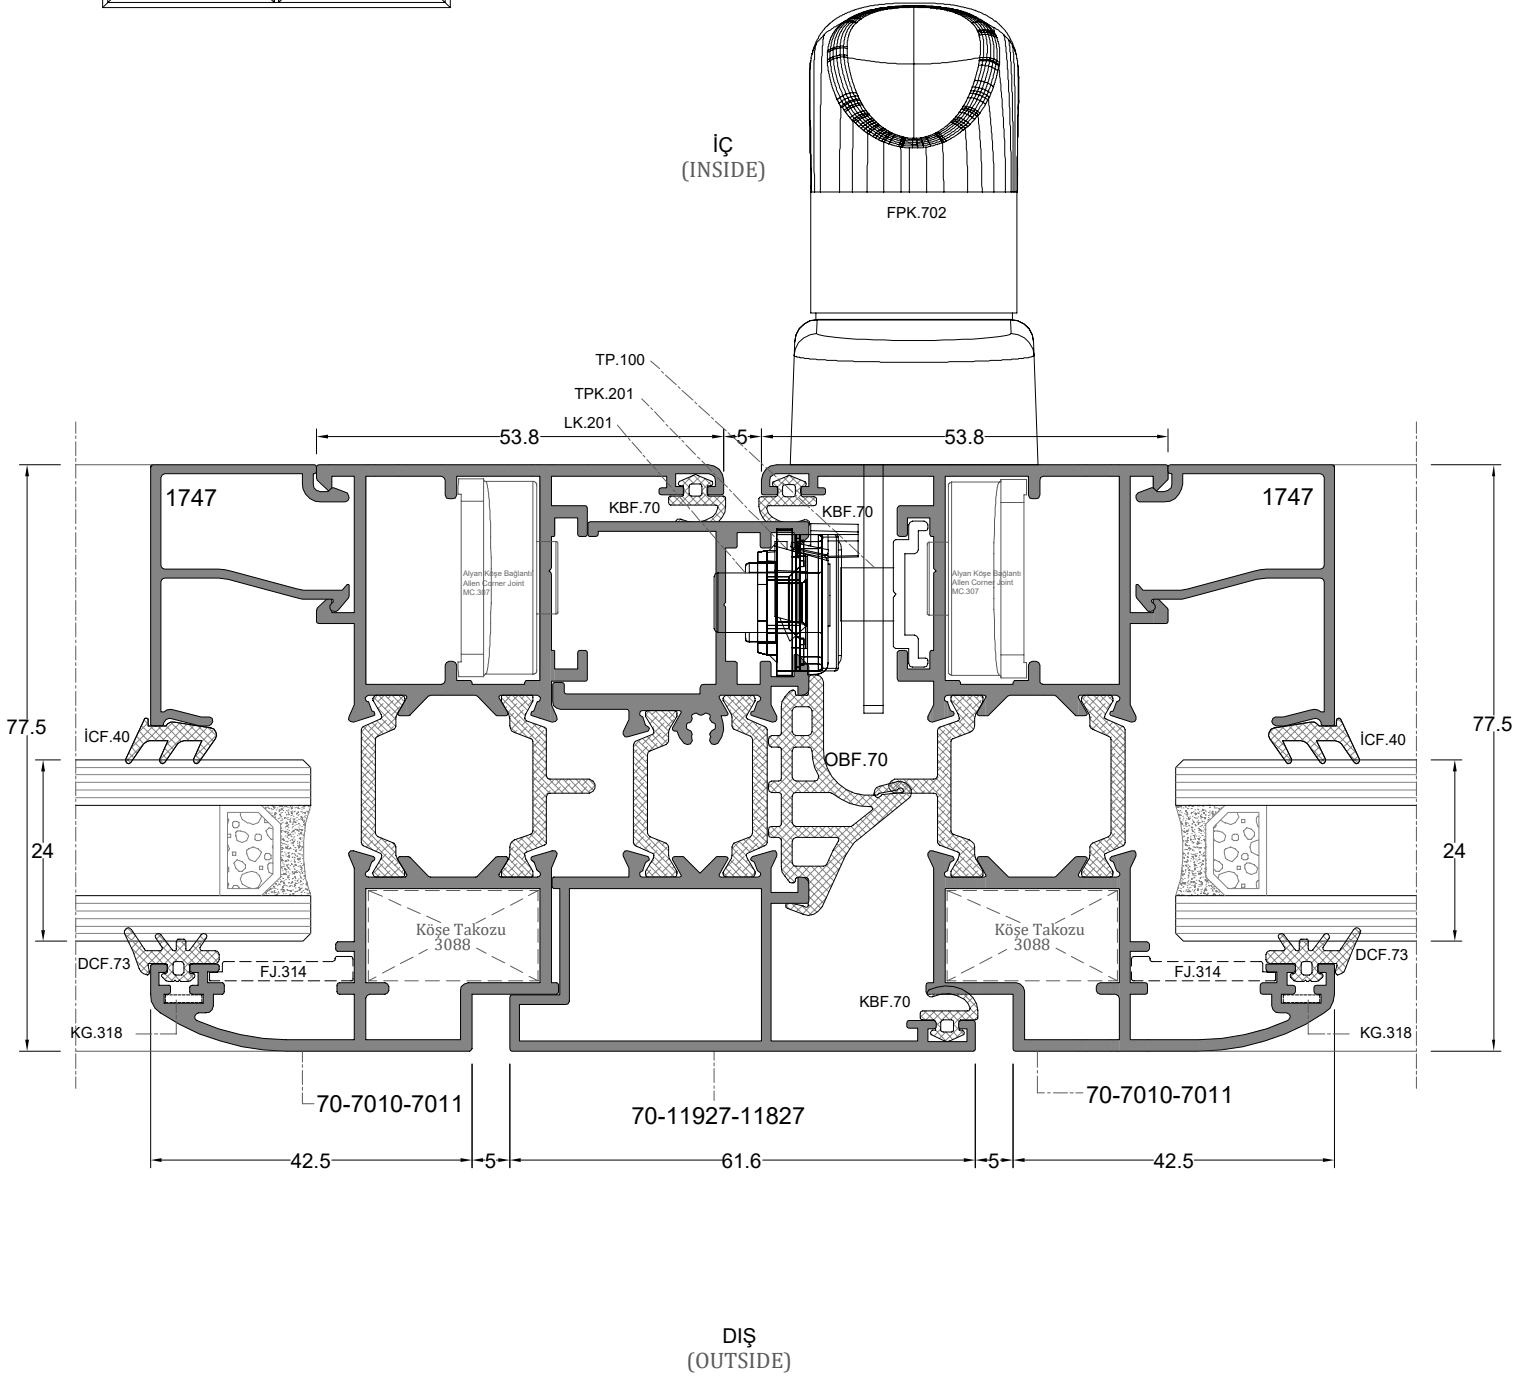 İÇ
(INSIDE)
FPK.702
TP.100
TPK.201
LK.201
53.8
5
53.8
1747
KBF.70
KBF.70
1747
Alyan Köşe Bağlantı
Allen Corner Joint
MC.307
Alyan Köşe Bağlantı
Allen Corner Joint
MC.307
77.5
İCF.40
OBF.70
İCF.40
77.5
24
24
Köşe Takozu
3088
Köşe Takozu
3088
DCF.73
FJ.314
FJ.314
DCF.73
KG.318
KBF.70
KG.318
70-7010-7011
70-11927-11827
70-7010-7011
42.5
5
61.6
5
42.5
DIŞ
(OUTSIDE)